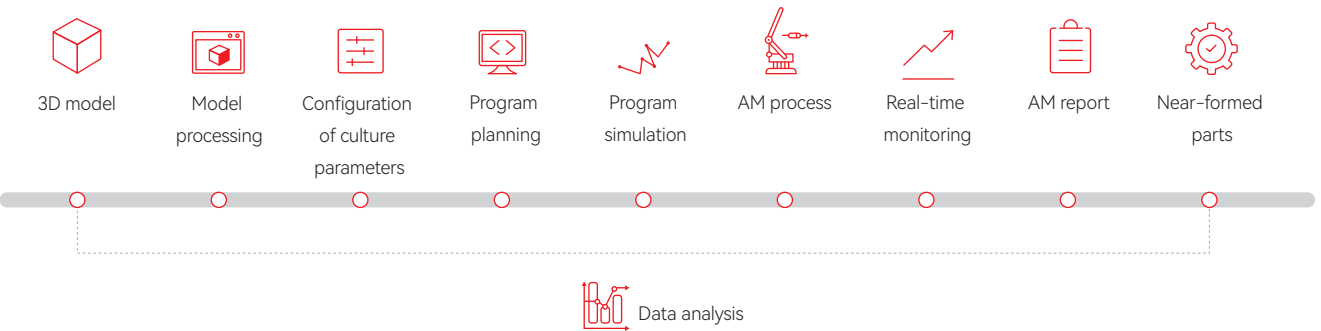 3D model
Model
processing
Configuration
of culture
parameters
Program
planning
Program
simulation
AM process
Real-time
monitoring
AM report
Near-formed
parts
Data analysis